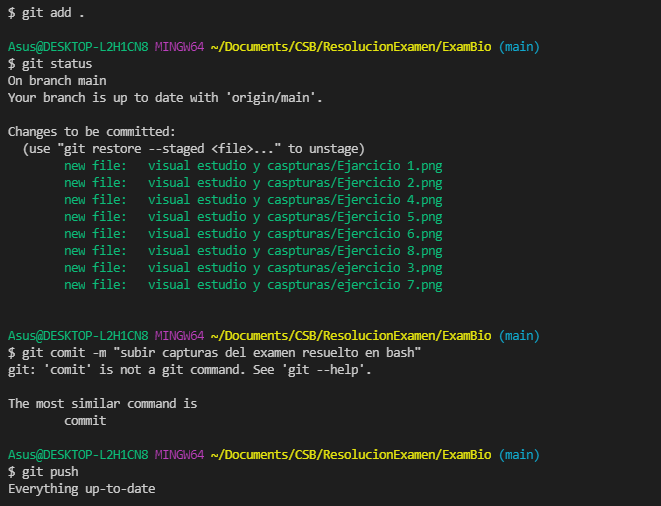 $ git add .
Asus@DESKTOP-L2H1CN8 MINGW64 ~/Documents/CSB/ResolucionExamen/ExamBio (main)
$ git status
On branch main
Your branch is up to date with 'origin/main'.
Changes to be committed:
  (use "git restore --staged <file>..." to unstage)
        new file:   visual estudio y caspturas/Ejarcicio 1.png
        new file:   visual estudio y caspturas/Ejercicio 2.png
        new file:   visual estudio y caspturas/Ejercicio 4.png
        new file:   visual estudio y caspturas/Ejercicio 5.png
        new file:   visual estudio y caspturas/Ejercicio 6.png
        new file:   visual estudio y caspturas/Ejercicio 8.png
        new file:   visual estudio y caspturas/ejercicio 3.png
        new file:   visual estudio y caspturas/ejercicio 7.png
Asus@DESKTOP-L2H1CN8 MINGW64 ~/Documents/CSB/ResolucionExamen/ExamBio (main)
$ git comit -m "subir capturas del examen resuelto en bash"
git: 'comit' is not a git command. See 'git --help'.
The most similar command is
        commit
Asus@DESKTOP-L2H1CN8 MINGW64 ~/Documents/CSB/ResolucionExamen/ExamBio (main)
$ git push
Everything up-to-date